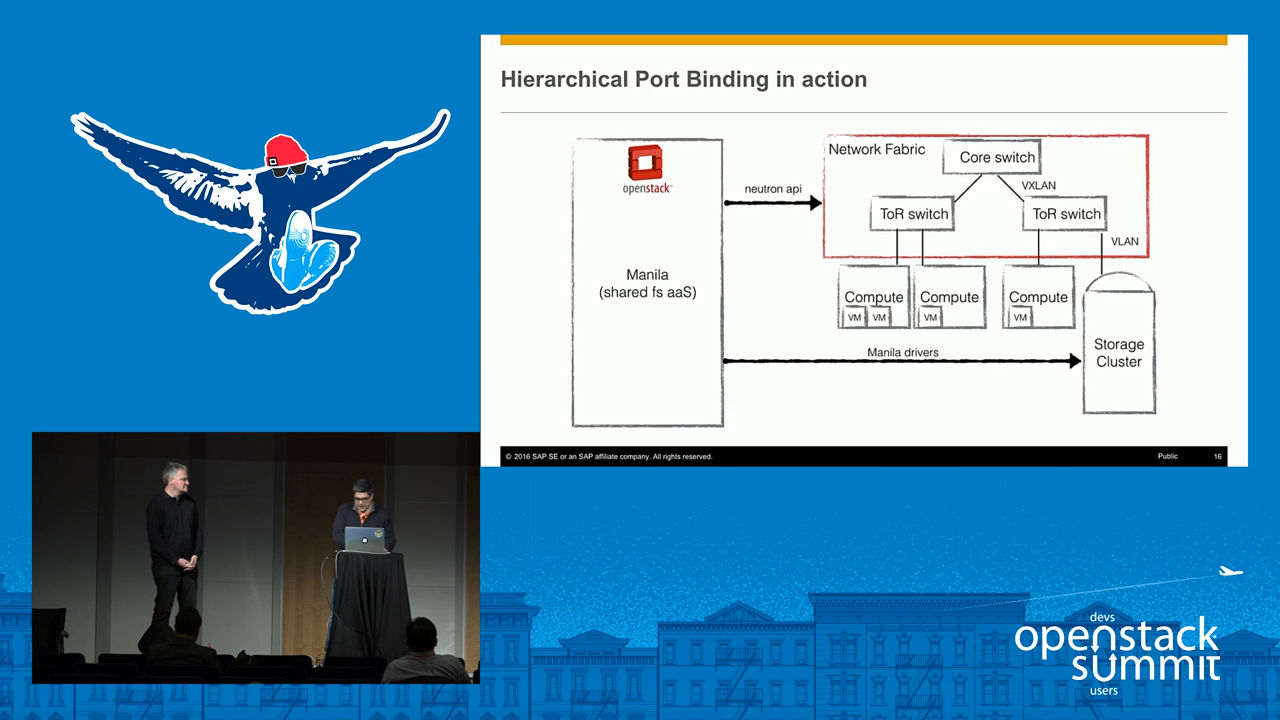 Hierarchical Port Binding in action
openstack™
Manila
(shared fs aaS)
neutron api
Network Fabric
Core switch
VXLAN
ToR switch
ToR switch
VLAN
Compute
VM
VM
Compute
VM
Compute
VM
Manila drivers
Storage
Cluster
© 2016 SAP SE or an SAP affiliate company. All rights reserved.
Public
16
devs
openstack
summit
users